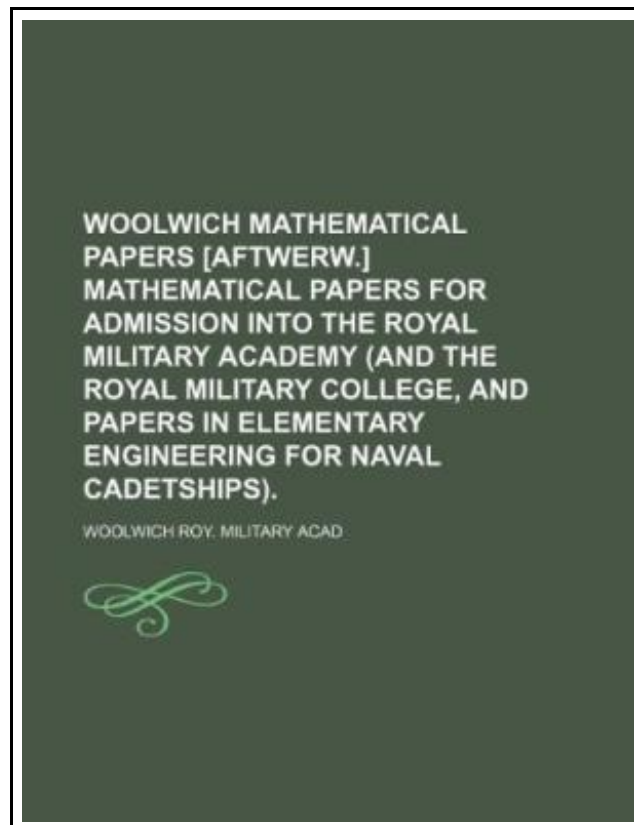 WOOLWICH MATHEMATICAL
PAPERS [AFTWERW.]
MATHEMATICAL PAPERS FOR
ADMISSION INTO THE ROYAL
MILITARY ACADEMY (AND THE
ROYAL MILITARY COLLEGE, AND
PAPERS IN ELEMENTARY
ENGINEERING FOR NAVAL
CADETSHIPS).
WOOLWICH ROY. MILITARY ACAD